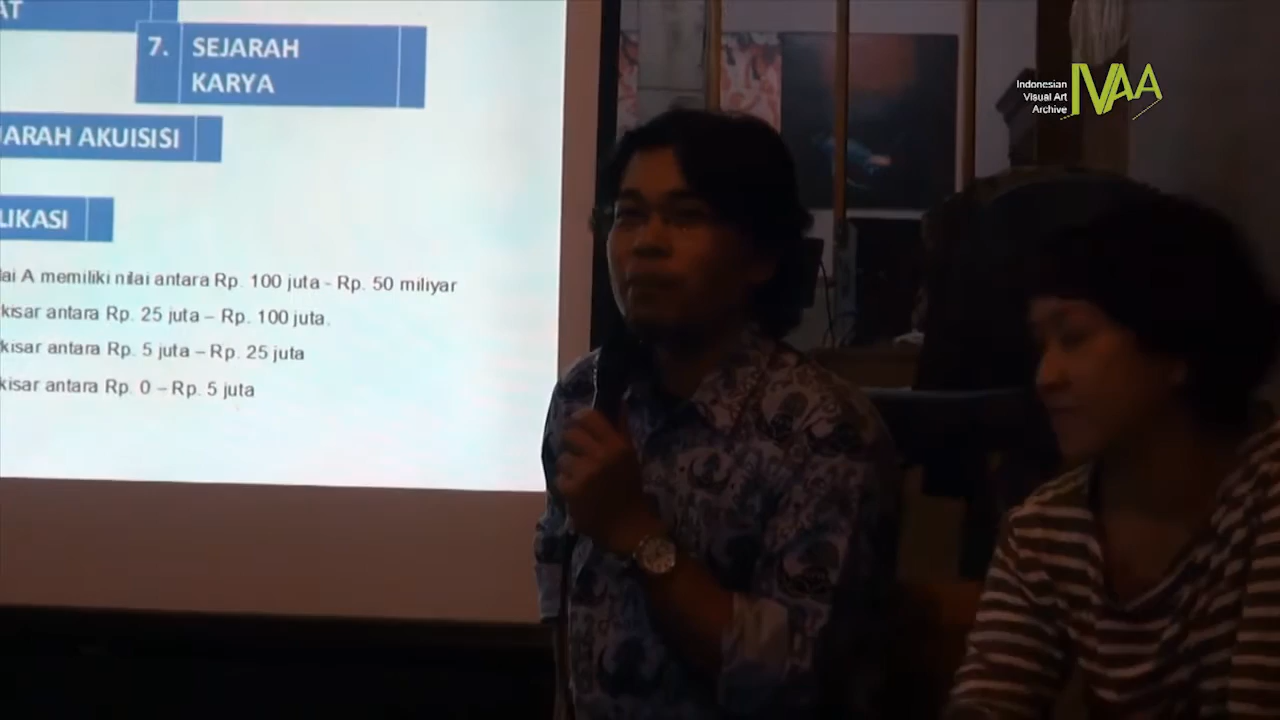 AT
7. SEJARAH
KARYA
ARAH AKUISISI
LIKASI
lai A memiliki nilai antara Rp. 100 juta - Rp. 50 miliyar
kisar antara Rp. 25 juta – Rp. 100 juta.
kisar antara Rp. 5 juta – Rp. 25 juta
kisar antara Rp. 0 – Rp. 5 juta
Indonesian
Visual Art
Archive
IVAA